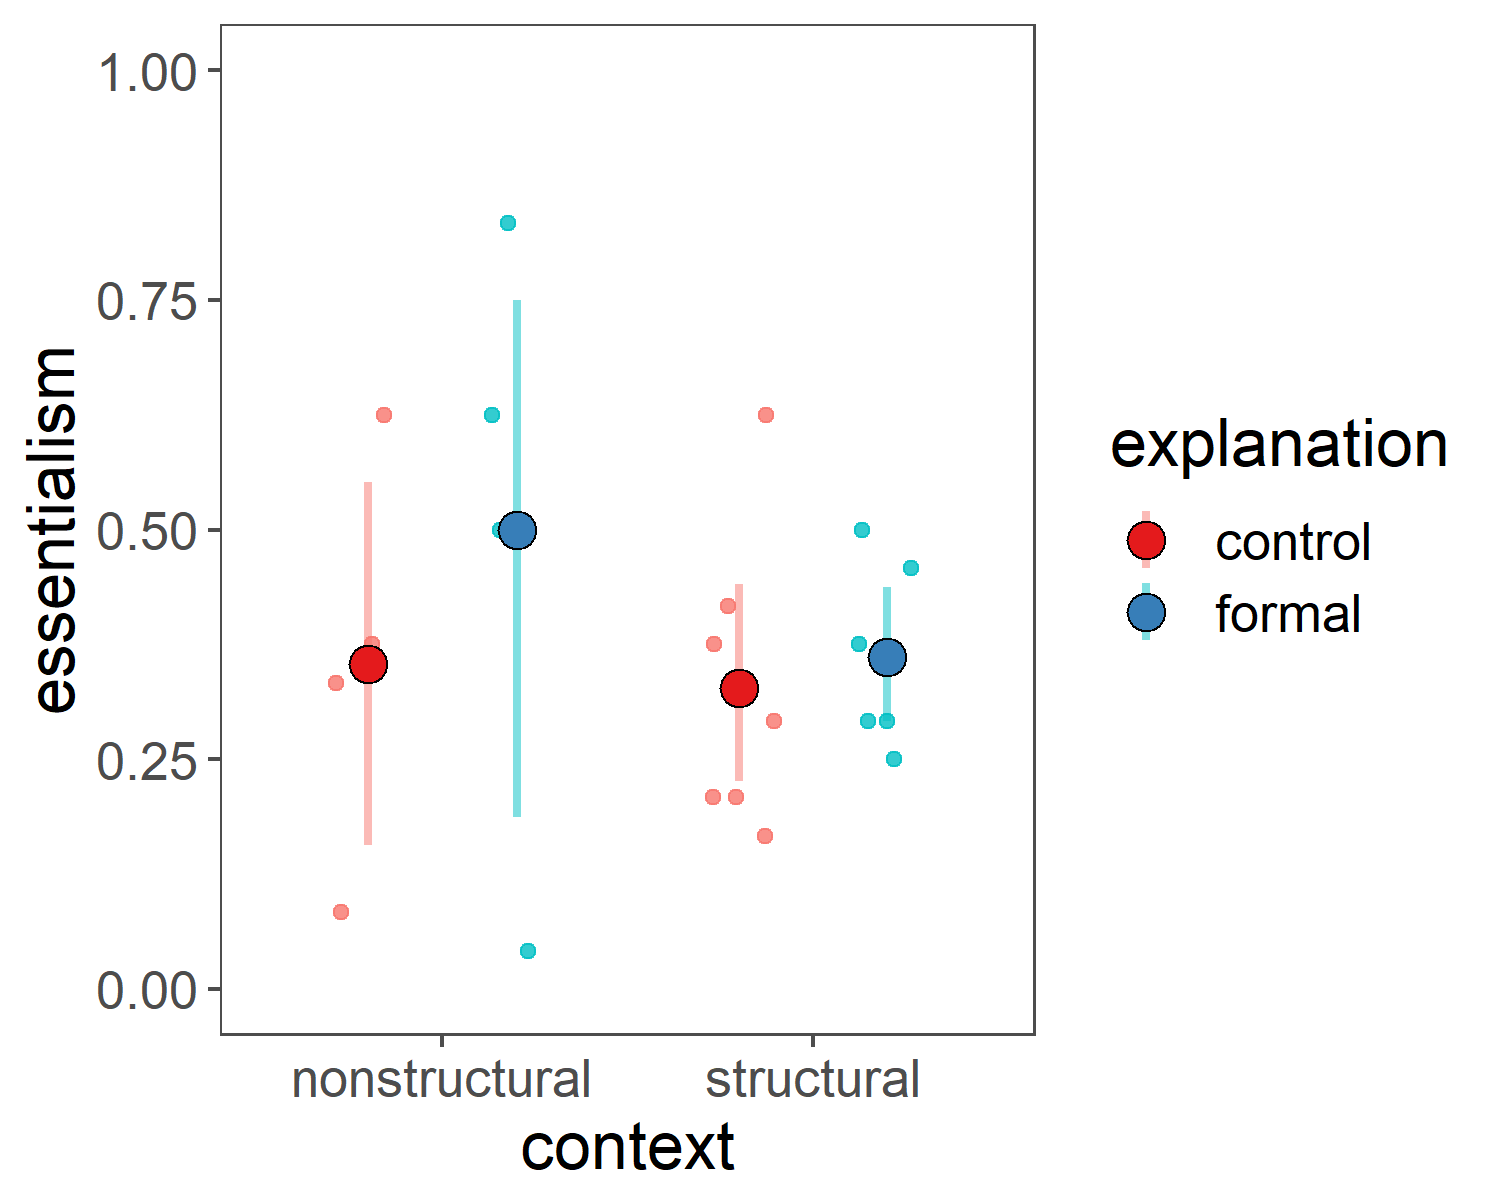 1.00
0.75
0.50
0.25
0.00
essentialism
nonstructural
structural
context
explanation
control
formal